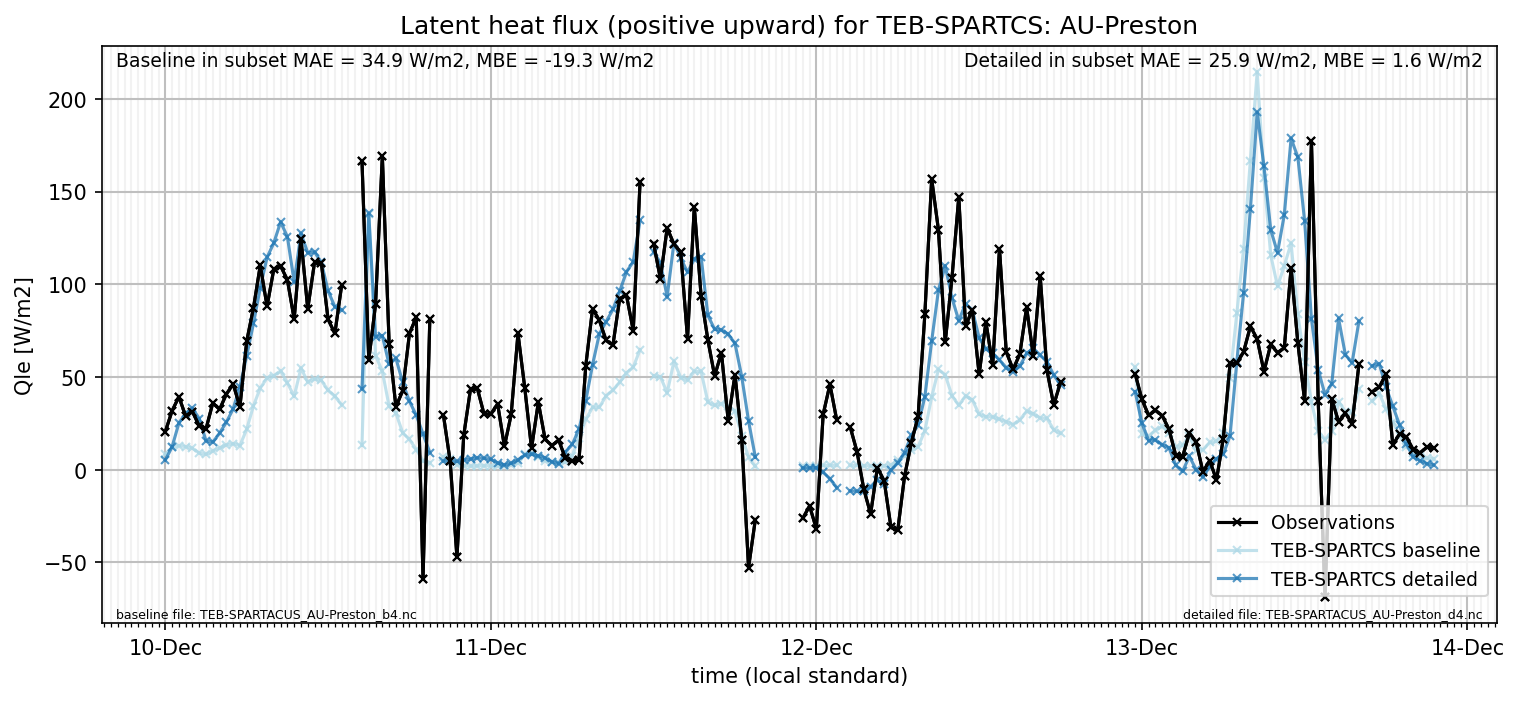 Latent heat flux (positive upward) for TEB-SPARTCS: AU-Preston
Baseline in subset MAE = 34.9 W/m2, MBE = -19.3 W/m2
Detailed in subset MAE = 25.9 W/m2, MBE = 1.6 W/m2
200
150
100
50
0
−50
Qle [W/m2]
Observations
TEB-SPARTCS baseline
TEB-SPARTCS detailed
baseline file: TEB-SPARTACUS_AU-Preston_b4.nc
detailed file: TEB-SPARTACUS_AU-Preston_d4.nc
10-Dec
11-Dec
12-Dec
13-Dec
14-Dec
time (local standard)